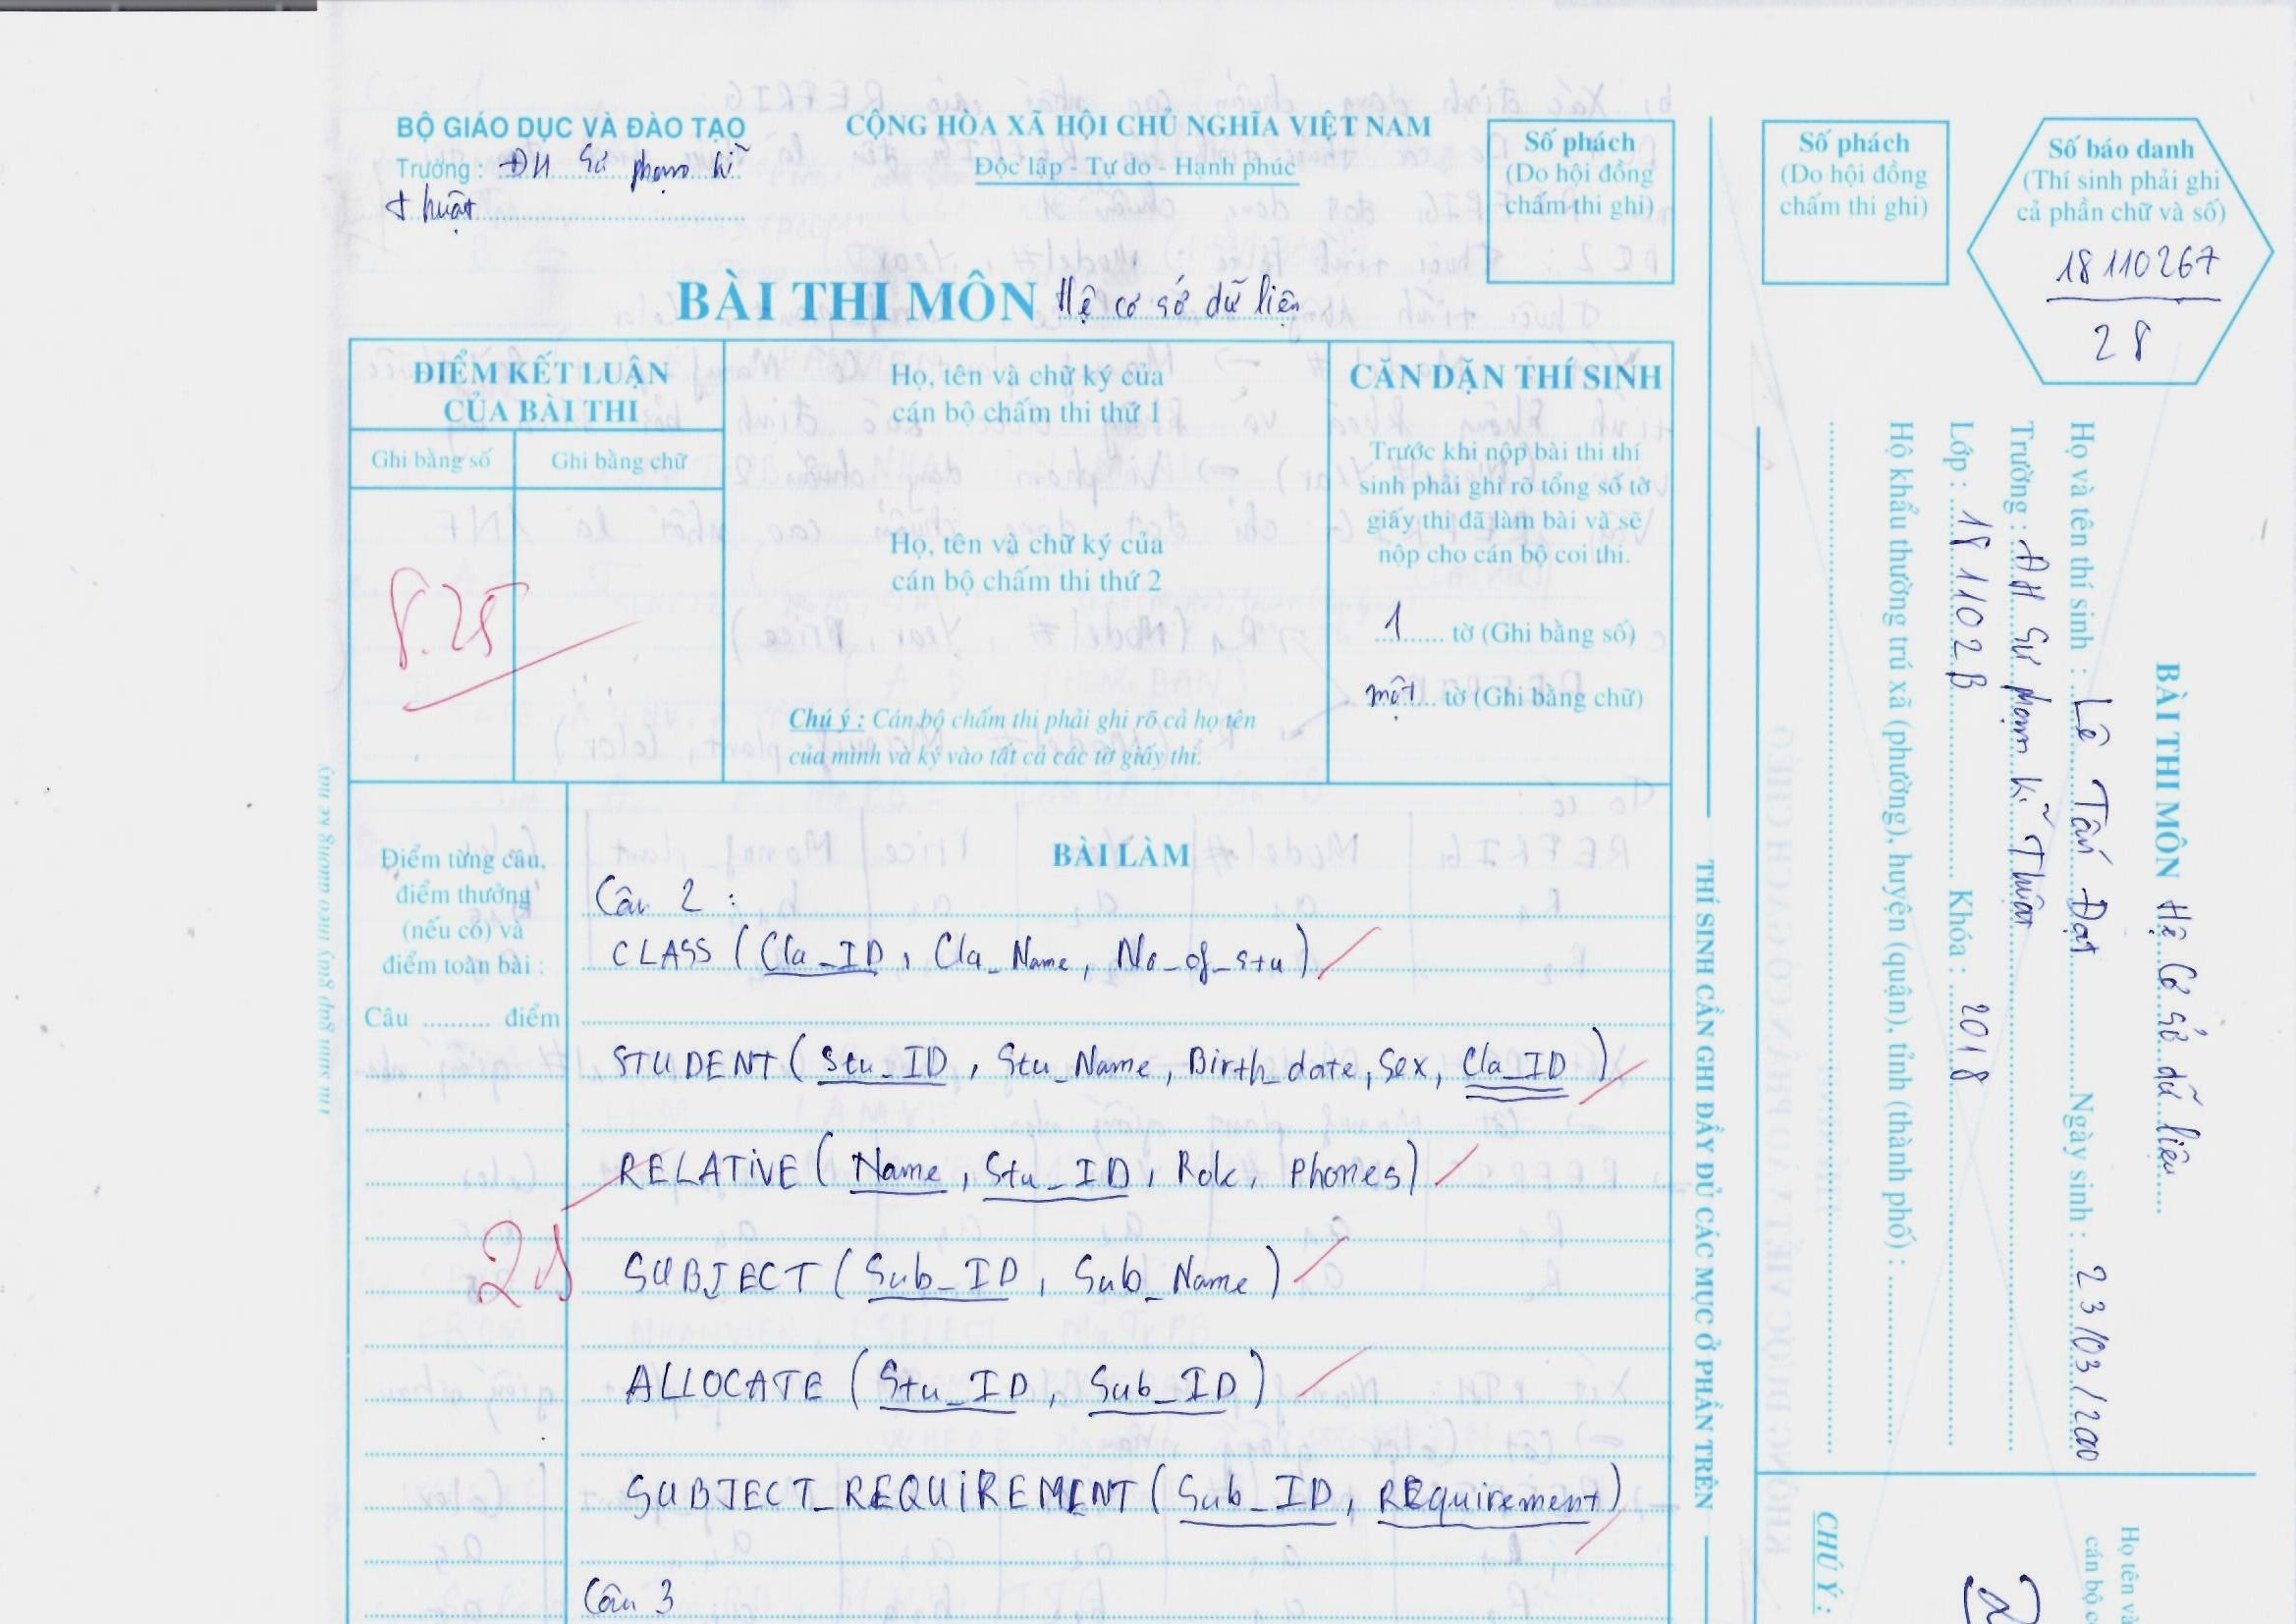 BỘ GIÁO DỤC VÀ ĐÀO TẠO
Trường : ĐH Sư phạm kĩ
thuật
CỘNG HÒA XÃ HỘI CHỦ NGHĨA VIỆT NAM
Độc lập - Tự do - Hạnh phúc
Số phách
(Do hội đồng
chấm thi ghi)
BÀI THI MÔN Hệ cơ sở dữ liệu
ĐIỂM KẾT LUẬN
CỦA BÀI THI
Ghi bằng số
Ghi bằng chữ
8.25
Họ, tên và chữ ký của
cán bộ chấm thi thứ 1
Họ, tên và chữ ký của
cán bộ chấm thi thứ 2
Chú ý : Cán bộ chấm thi phải ghi rõ cả họ tên
của mình và ký vào tất cả các tờ giấy thi.
CĂN DẶN THÍ SINH
Trước khi nộp bài thi thí
sinh phải ghi rõ tổng số tờ
giấy thi đã làm bài và sẽ
nộp cho cán bộ coi thi.
1 tờ (Ghi bằng số)
một tờ (Ghi bằng chữ)
Điểm từng câu,
điểm thưởng
(nếu có) và
điểm toàn bài :
Câu .......... điểm
BÀI LÀM
Câu 2 :
CLASS (Cla_ID, Cla_Name, No_of_stu)
STUDENT (Stu_ID, Stu_Name, Birth_date, Sex, Cla_ID)
RELATIVE (Name, Stu_ID, Role, Phones)
SUBJECT (Sub_ID, Sub_Name)
ALLOCATE (Stu_ID, Sub_ID)
SUBJECT_REQUIREMENT (Sub_ID, REquirement)
Câu 3
THÍ SINH CẦN GHI ĐẦY ĐỦ CÁC MỤC Ở PHẦN TRÊN
Số phách
(Do hội đồng
chấm thi ghi)
Số báo danh
(Thí sinh phải ghi
cả phần chữ và số)
18110267
28
BÀI THI MÔN Hệ Cơ sở dữ liệu
Họ và tên thí sinh : Lê Tấn Đạt Ngày sinh : 23/03/2000
Trường : ĐH Sư phạm kĩ Thuật
Lớp : 181102B Khóa : 2018
Hộ khẩu thường trú xã (phường), huyện (quận), tỉnh (thành phố) :
CHÚ Ý :
Họ tên và
cán bộ c